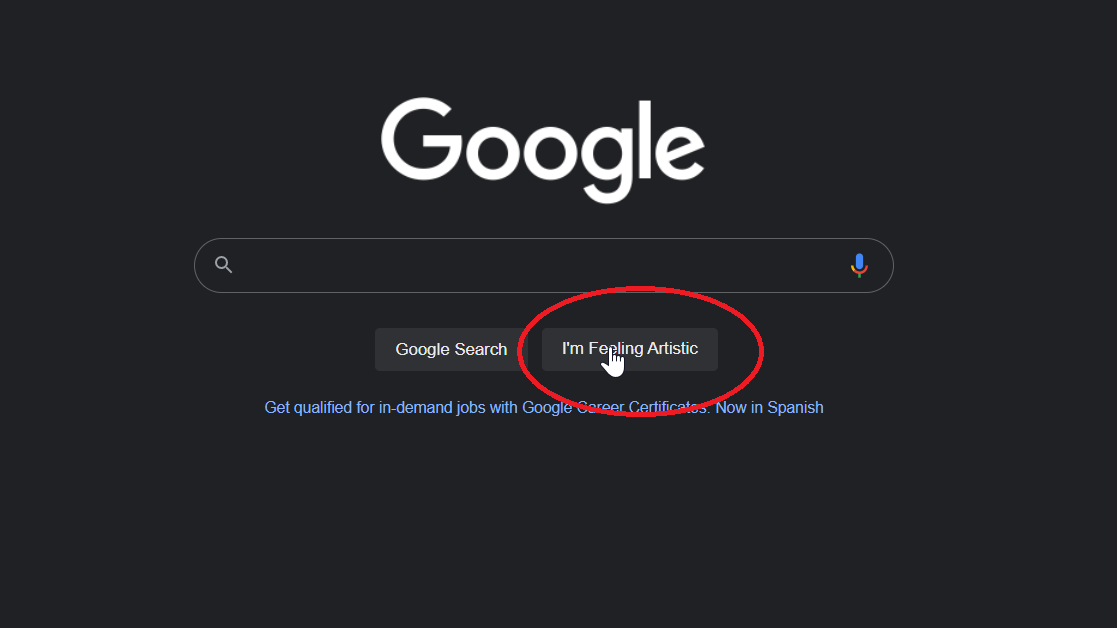 Google
Google Search
I'm Feeling Artistic
Get qualified for in-demand jobs with Google Career Certificates. Now in Spanish